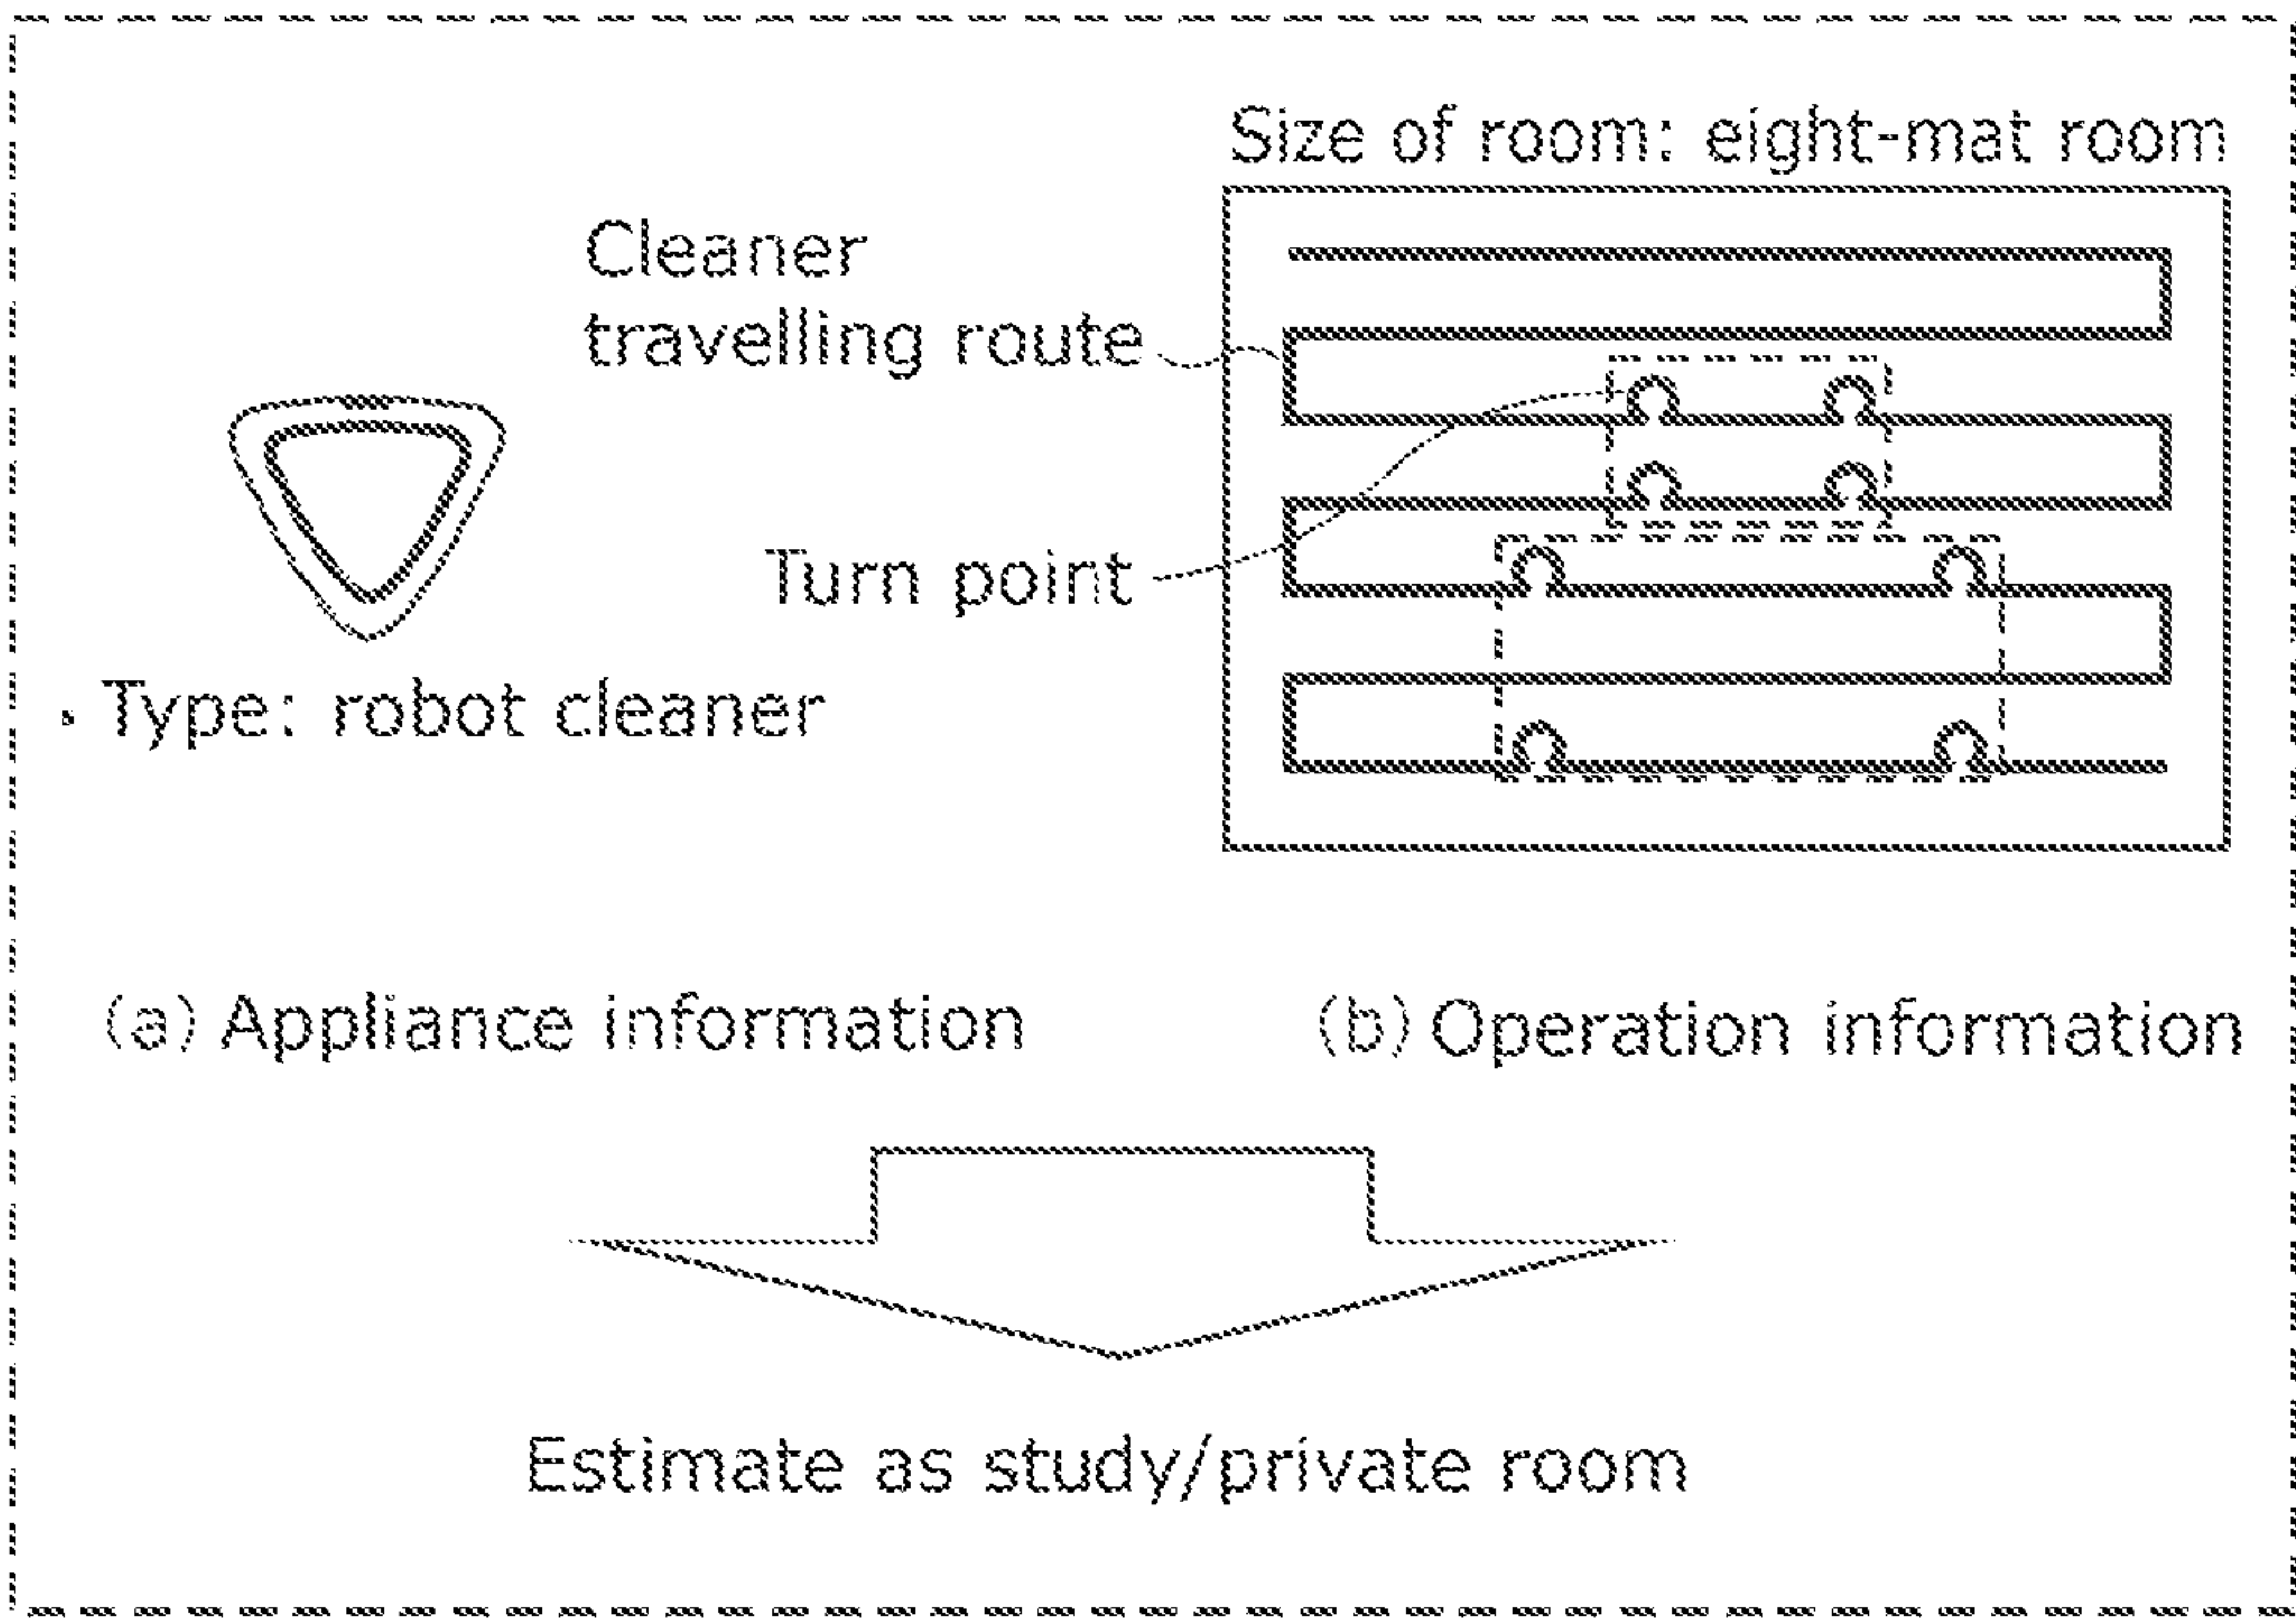 Size of room: eight-mat room
Cleaner
travelling route
Turn point
· Type: robot cleaner
(a) Appliance information
(b) Operation information
Estimate as study/private room